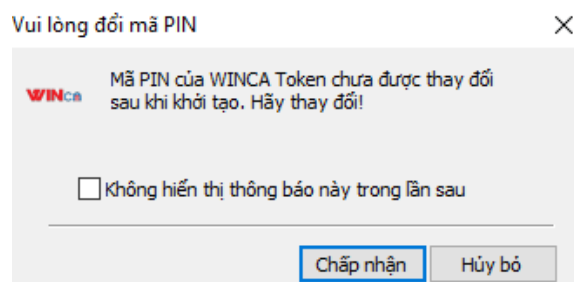 Vui lòng đổi mã PIN
WINCA
Mã PIN của WINCA Token chưa được thay đổi
sau khi khởi tạo. Hãy thay đổi!
Không hiển thị thông báo này trong lần sau
Chấp nhận
Hủy bỏ